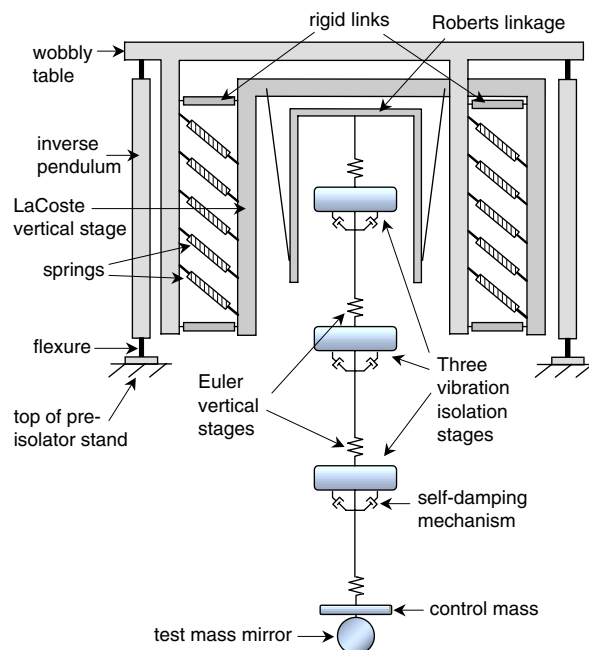 rigid links
Roberts linkage
wobbly
table
inverse
pendulum
LaCoste
vertical stage
springs
flexure
top of pre-
isolator stand
Euler
vertical
stages
Three
vibration
isolation
stages
self-damping
mechanism
control mass
test mass mirror